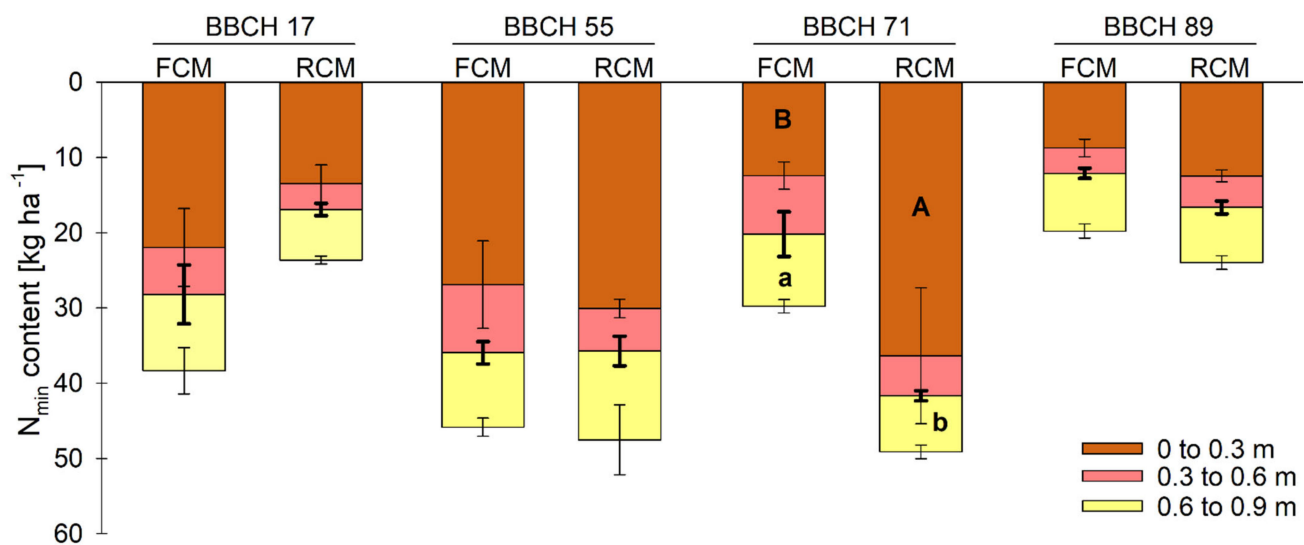 BBCH 17 BBCH 55 BBCH 71 BBCH 89
FCM RCM FCM RCM FCM RCM FCM RCM
0
10
20
30
40
50
60
Nmin content [kg ha -1]
B
A
a
b
0 to 0.3 m
0.3 to 0.6 m
0.6 to 0.9 m